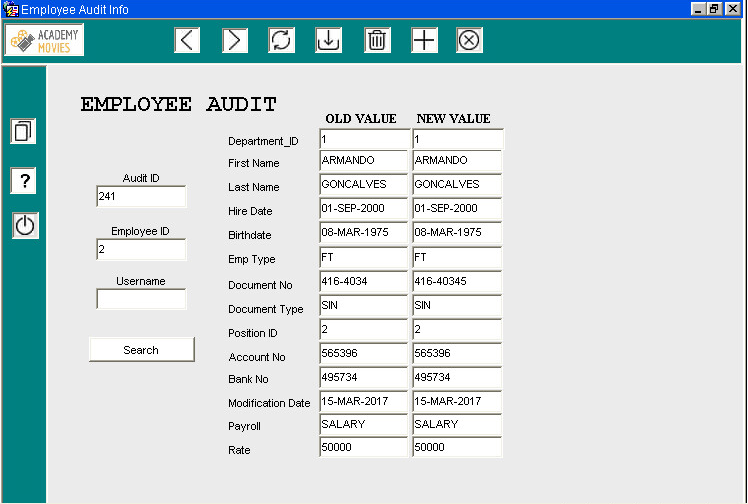 Employee Audit Info
ACADEMY
MOVIES
EMPLOYEE AUDIT
OLD VALUE NEW VALUE
Department_ID 1 1
First Name ARMANDO ARMANDO
Last Name GONCALVES GONCALVES
Hire Date 01-SEP-2000 01-SEP-2000
Birthdate 08-MAR-1975 08-MAR-1975
Emp Type FT FT
Document No 416-4034 416-40345
Document Type SIN SIN
Position ID 2 2
Account No 565396 565396
Bank No 495734 495734
Modification Date 15-MAR-2017 15-MAR-2017
Payroll SALARY SALARY
Rate 50000 50000
Audit ID
241
Employee ID
2
Username
Search
?